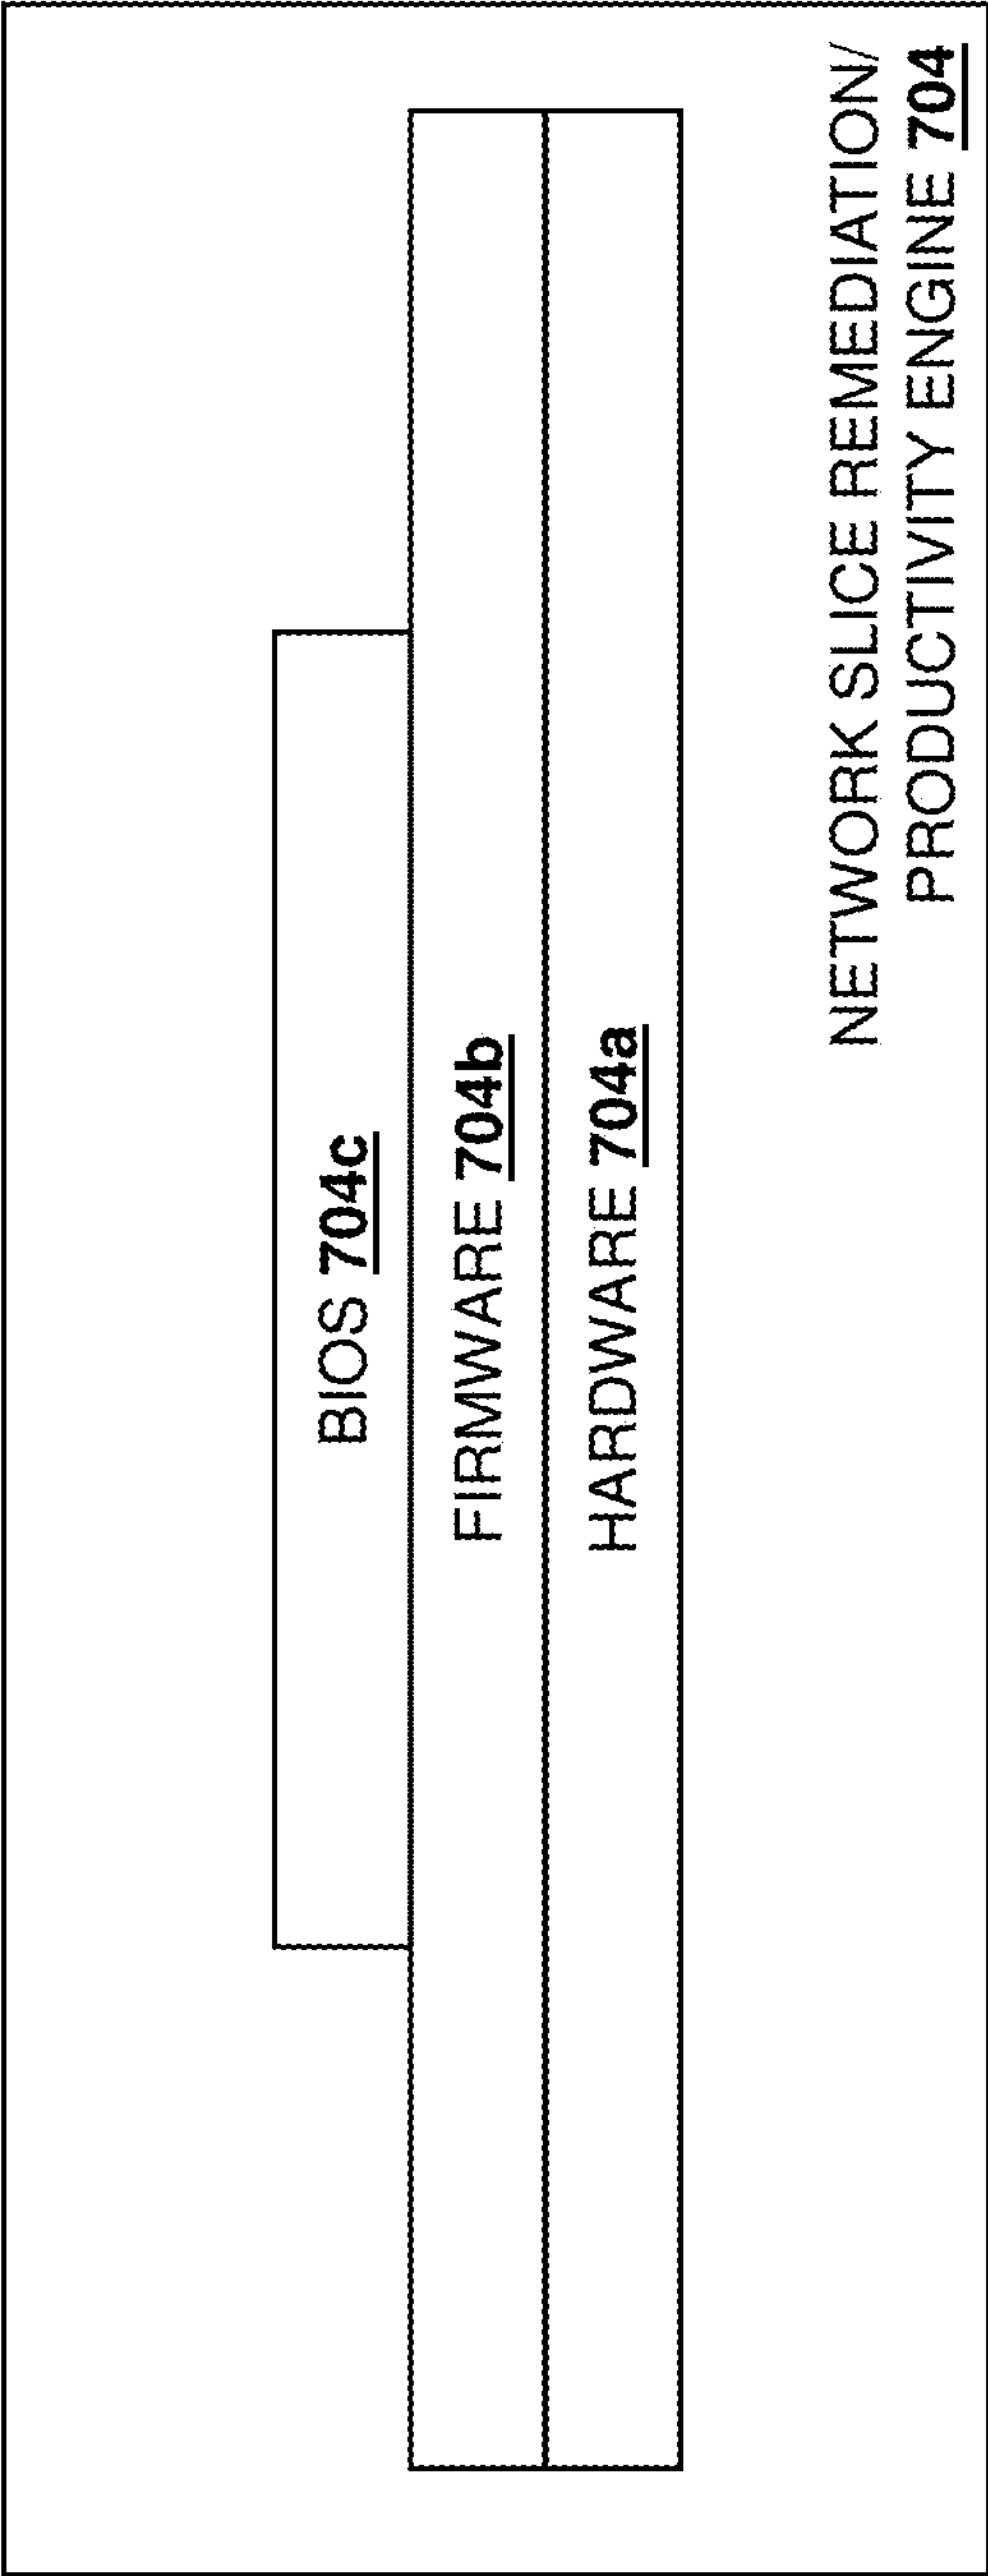 BIOS 704c
FIRMWARE 704b
HARDWARE 704a
NETWORK SLICE REMEDIATION/
PRODUCTIVITY ENGINE 704